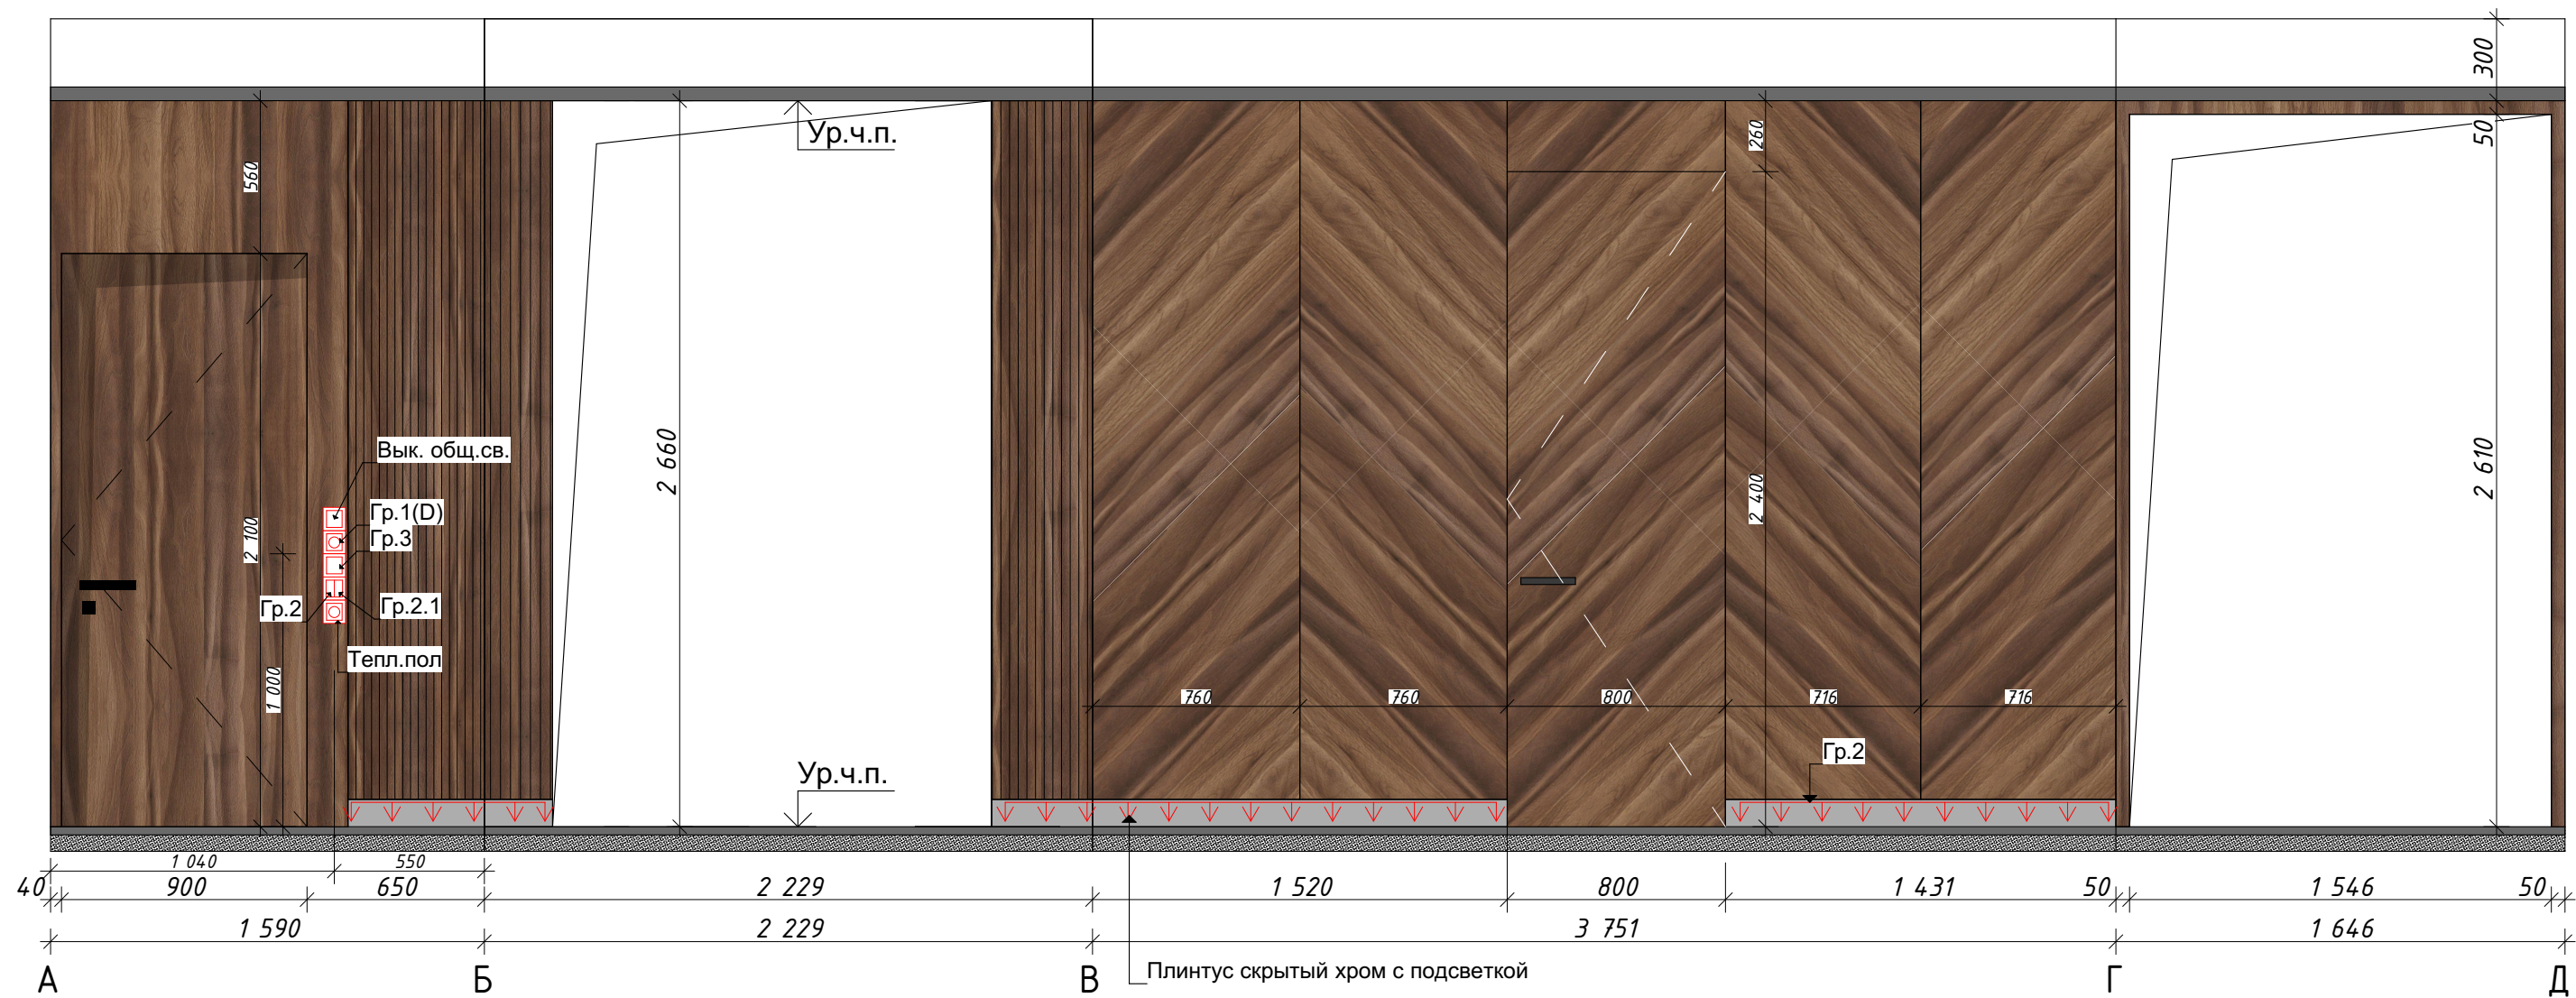 300
Ур.ч.п.
260
50
560
Вык. общ.св.
2 660
2 610
Гр.1(D)
2 400
2 100
Гр.3
Гр.2
Гр.2.1
Тепл.пол
1 000
760
760
800
716
716
Гр.2
Ур.ч.п.
1 040
550
40
900
650
2 229
1 520
800
1 431
50
1 546
50
1 590
2 229
3 751
1 646
А
Б
В
Плинтус скрытый хром с подсветкой
Г
Д